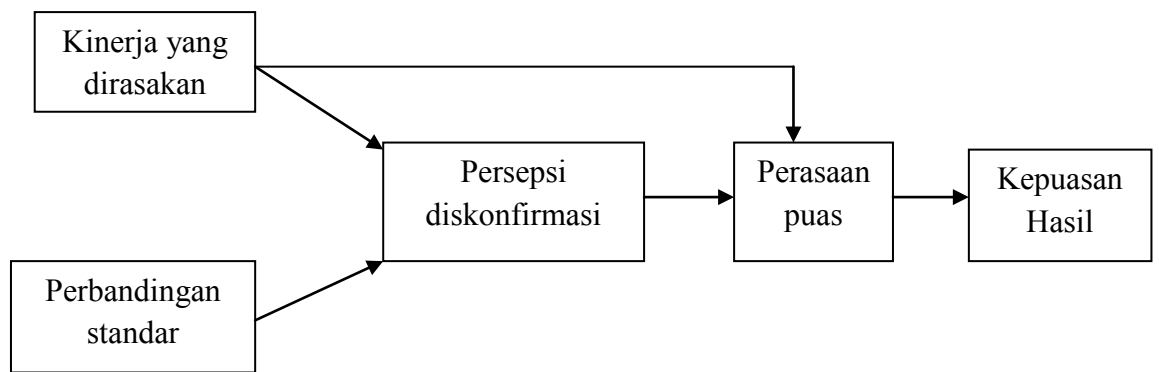 Kinerja yang
dirasakan
Persepsi
diskonfirmasi
Perasaan
puas
Kepuasan
Hasil
Perbandingan
standar